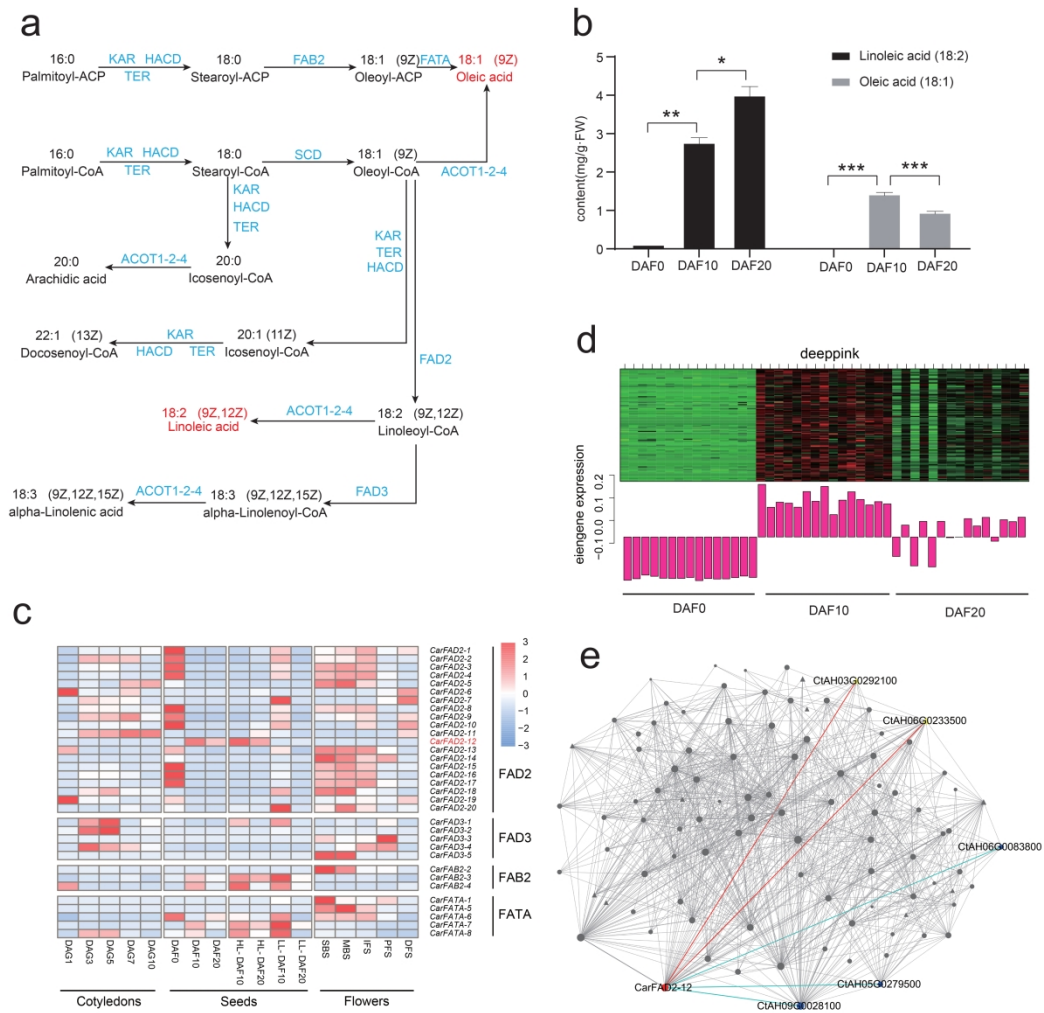 a
16:0 KAR HACD 18:0 FAB2 18:1 (9Z) FATA 18:1 (9Z)
Palmitoyl-ACP TER Stearoyl-ACP Oleoyl-ACP Oleic acid
16:0 KAR HACD 18:0 SCD 18:1 (9Z)
Palmitoyl-CoA TER Stearoyl-CoA Oleoyl-CoA ACOT1-2-4
KAR
HACD
TER
KAR
TER
HACD
20:0 ACOT1-2-4 20:0
Arachidic acid Icosenoyl-CoA
22:1 (13Z) KAR 20:1 (11Z)
Docosenoyl-CoA HACD TER Icosenoyl-CoA
FAD2
18:2 (9Z,12Z) ACOT1-2-4 18:2 (9Z,12Z)
Linoleic acid Linoleoyl-CoA
18:3 (9Z,12Z,15Z) ACOT1-2-4 18:3 (9Z,12Z,15Z) FAD3
alpha-Linolenic acid alpha-Linolenoyl-CoA
b
content(mg/g·FW)
5
4
3
2
1
0
** * *** ***
Linoleic acid (18:2)
Oleic acid (18:1)
DAF0 DAF10 DAF20 DAF0 DAF10 DAF20
c
CarFAD2-1
CarFAD2-2
CarFAD2-3
CarFAD2-4
CarFAD2-5
CarFAD2-6
CarFAD2-7
CarFAD2-8
CarFAD2-9
CarFAD2-10
CarFAD2-11
CarFAD2-12
CarFAD2-13
CarFAD2-14
CarFAD2-15
CarFAD2-16
CarFAD2-17
CarFAD2-18
CarFAD2-19
CarFAD2-20
CarFAD3-1
CarFAD3-2
CarFAD3-3
CarFAD3-4
CarFAD3-5
CarFAB2-2
CarFAB2-3
CarFAB2-4
CarFATA-1
CarFATA-5
CarFATA-6
CarFATA-7
CarFATA-8
3
2
1
0
−1
−2
−3
FAD2
FAD3
FAB2
FATA
DAG1 DAG3 DAG5 DAG7 DAG10 DAF0 DAF10 DAF20 HL- DAF10 HL- DAF20 LL- DAF10 LL- DAF20 SBS MBS IFS PFS DFS
Cotyledons Seeds Flowers
d
deeppink
eiengene expression
−0.1 0.0 0.1 0.2
DAF0 DAF10 DAF20
e
CtAH03G0292100
CtAH06G0233500
CtAH06G0083800
CtAH05G0279500
CarFAD2-12
CtAH09G0028100